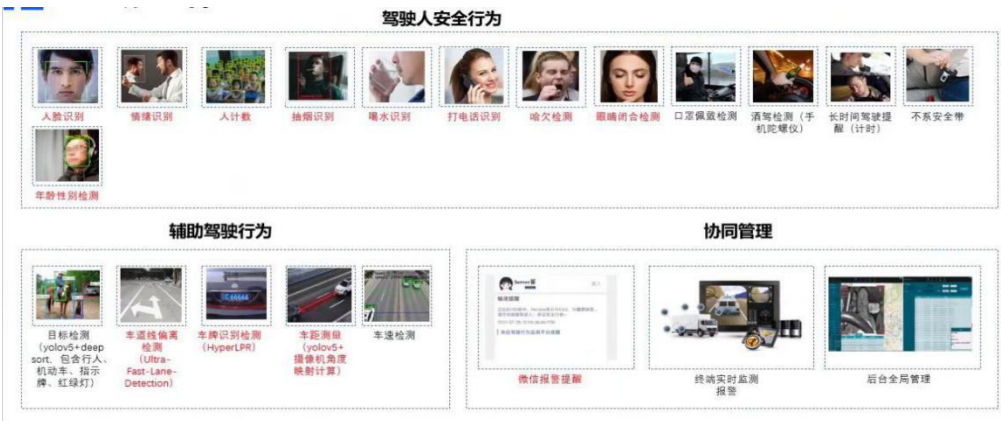 驾驶人安全行为
人脸识别
情绪识别
人计数
抽烟识别
喝水识别
打电话识别
哈欠检测
眼睛闭合检测
口罩佩戴检测
酒驾检测（手
机陀螺仪）
长时间驾驶提
醒（计时）
不系安全带
年龄性别检测
辅助驾驶行为
目标检测
（yolov5+deep
sort，包含行人、
机动车、指示
牌、红绿灯）
车道线偏离
检测
（Ultra-
Fast-Lane-
Detection）
车牌识别检测
（HyperLPR）
车距测距
（yolov5+
摄像机角度
映射计算）
车速检测
协同管理
微信报警提醒
终端实时监测
报警
后台全局管理